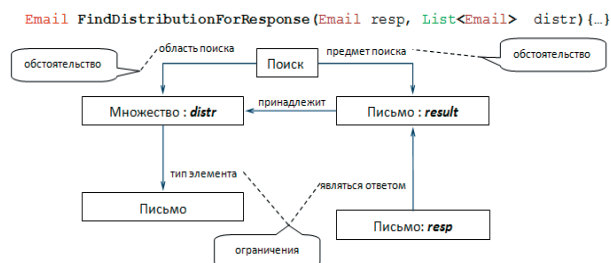 Email FindDistributionForResponse(Email resp, List<Email> distr){…}
обстоятельство
область поиска
Поиск
предмет поиска
обстоятельство
Множество : distr
принадлежит
Письмо : result
тип элемента
являться ответом
Письмо
Письмо: resp
ограничения